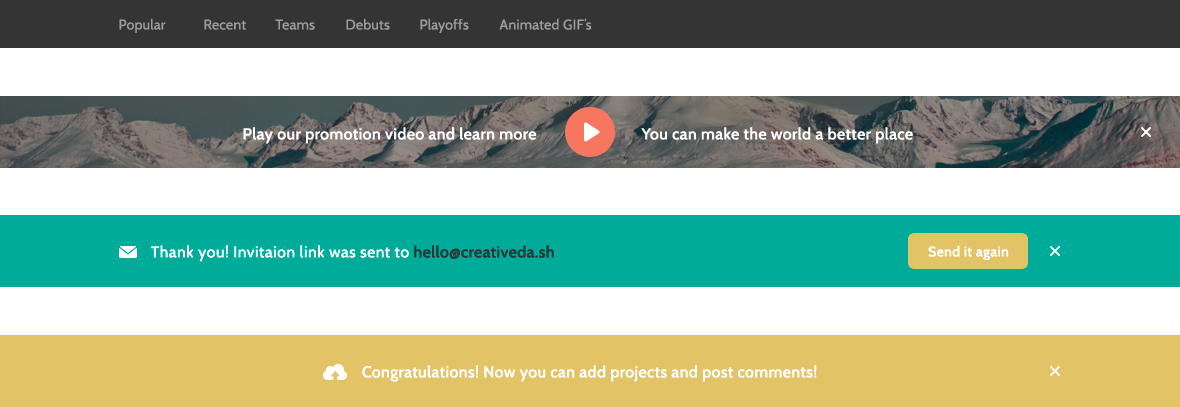 Popular Recent Teams Debuts Playoffs Animated GIF's
Play our promotion video and learn more You can make the world a better place
Thank you! Invitaion link was sent to hello@creativeda.sh Send it again
Congratulations! Now you can add projects and post comments!